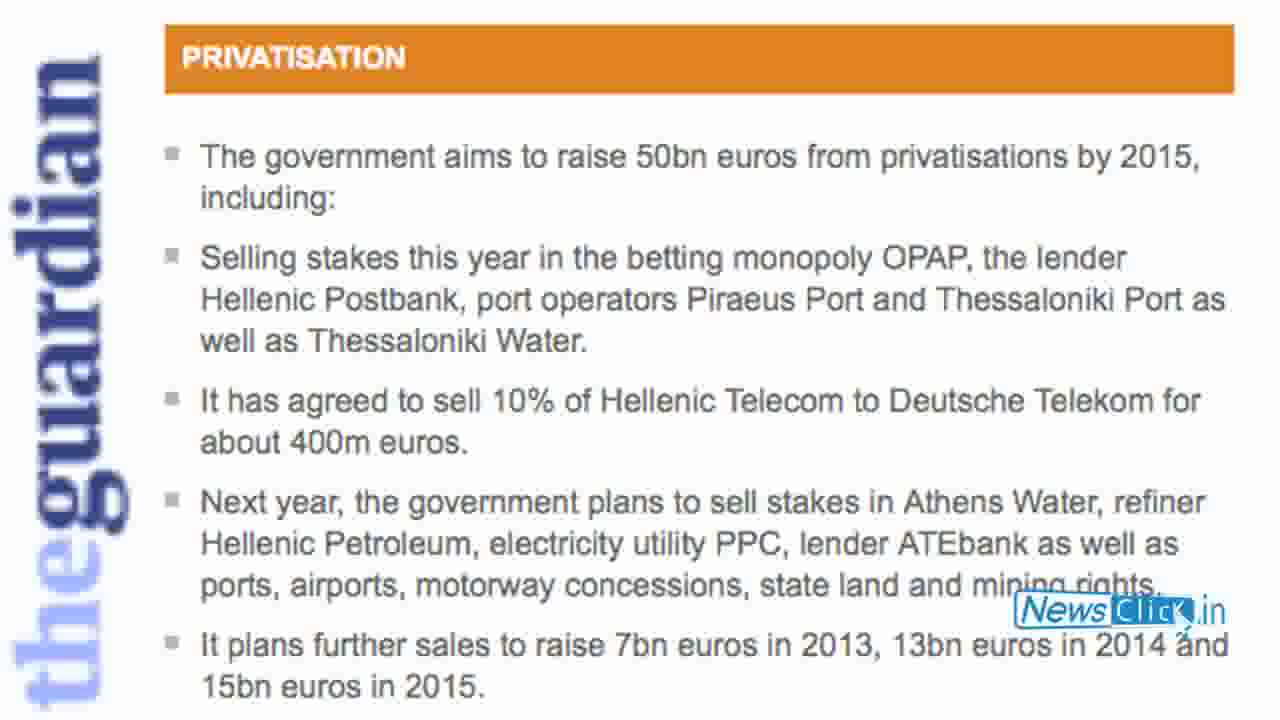 theguardian
PRIVATISATION
The government aims to raise 50bn euros from privatisations by 2015,
including:
Selling stakes this year in the betting monopoly OPAP, the lender
Hellenic Postbank, port operators Piraeus Port and Thessaloniki Port as
well as Thessaloniki Water.
It has agreed to sell 10% of Hellenic Telecom to Deutsche Telekom for
about 400m euros.
Next year, the government plans to sell stakes in Athens Water, refiner
Hellenic Petroleum, electricity utility PPC, lender ATEbank as well as
ports, airports, motorway concessions, state land and mining rights.
NewsClick.in
It plans further sales to raise 7bn euros in 2013, 13bn euros in 2014 and
15bn euros in 2015.